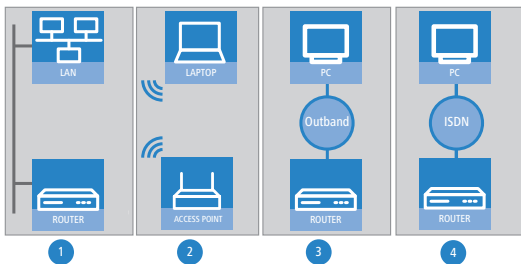 LAN
ROUTER
1
LAPTOP
ACCESS POINT
2
PC
Outband
ROUTER
3
PC
ISDN
ROUTER
4